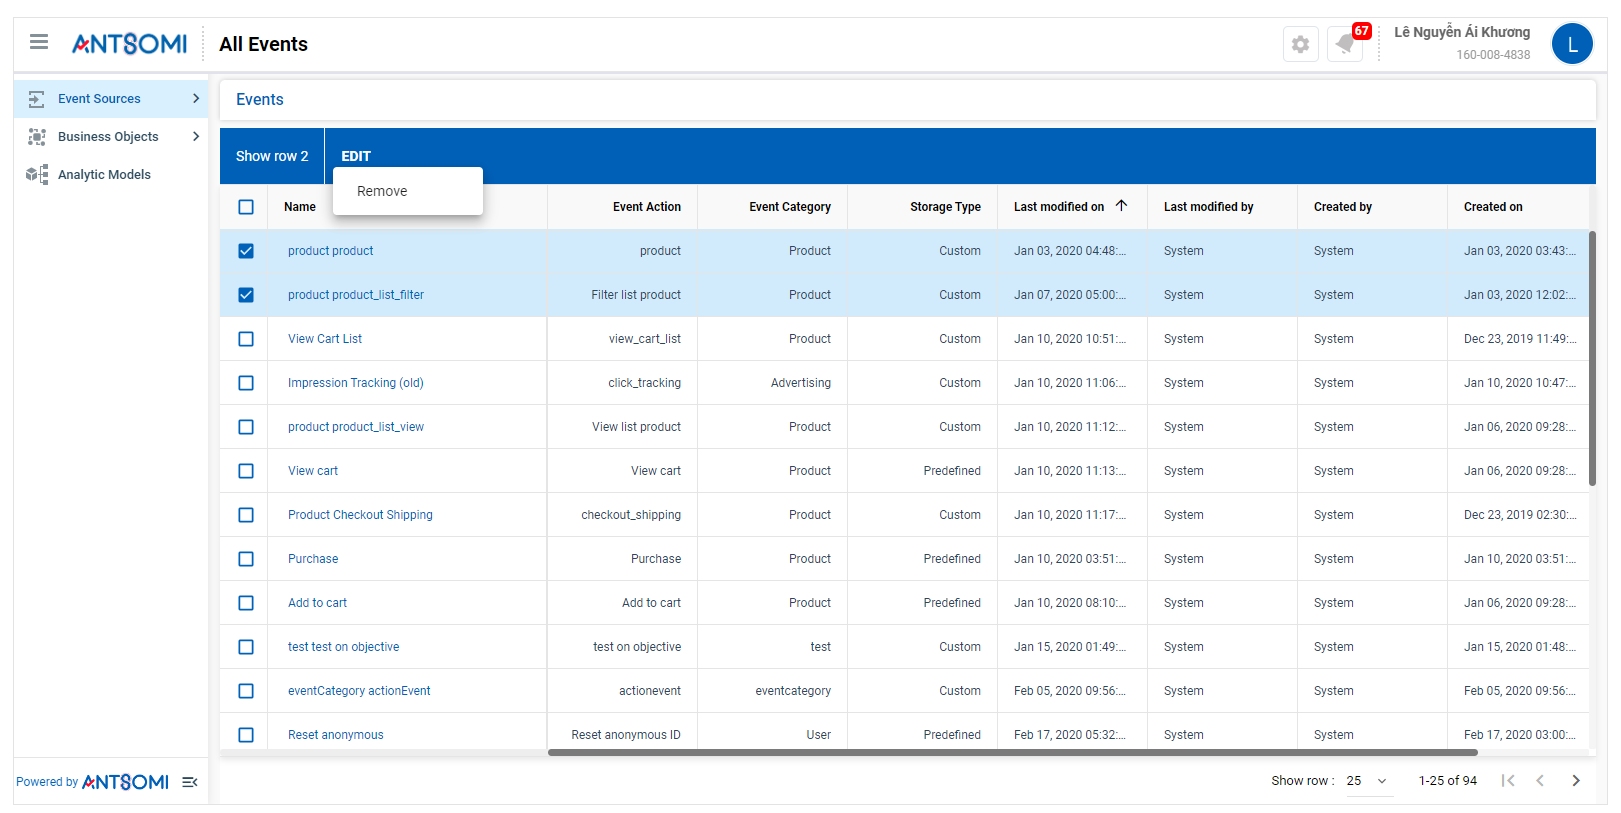 ANTSOMI
All Events
67
Lê Nguyễn Ái Khương
160-008-4838
L
Event Sources
Business Objects
Analytic Models
Events
Show row 2
EDIT
Remove
Name Event Action Event Category Storage Type Last modified on Last modified by Created by Created on
product product product Product Custom Jan 03, 2020 04:48:... System System Jan 03, 2020 03:43:...
product product_list_filter Filter list product Product Custom Jan 07, 2020 05:00:... System System Jan 03, 2020 12:02:...
View Cart List view_cart_list Product Custom Jan 10, 2020 10:51:... System System Dec 23, 2019 11:49:...
Impression Tracking (old) click_tracking Advertising Custom Jan 10, 2020 11:06:... System System Jan 10, 2020 10:47:...
product product_list_view View list product Product Custom Jan 10, 2020 11:12:... System System Jan 06, 2020 09:28:...
View cart View cart Product Predefined Jan 10, 2020 11:13:... System System Jan 06, 2020 09:28:...
Product Checkout Shipping checkout_shipping Product Custom Jan 10, 2020 11:17:... System System Dec 23, 2019 02:30:...
Purchase Purchase Product Predefined Jan 10, 2020 03:51:... System System Jan 10, 2020 03:51:...
Add to cart Add to cart Product Predefined Jan 10, 2020 08:10:... System System Jan 06, 2020 09:28:...
test test on objective test on objective test Custom Jan 15, 2020 01:49:... System System Jan 15, 2020 01:48:...
eventCategory actionEvent actionevent eventcategory Custom Feb 05, 2020 09:56:... System System Feb 05, 2020 09:56:...
Reset anonymous Reset anonymous ID User Predefined Feb 17, 2020 05:32:... System System Feb 17, 2020 03:00:...
Powered by ANTSOMI
Show row : 25 1-25 of 94